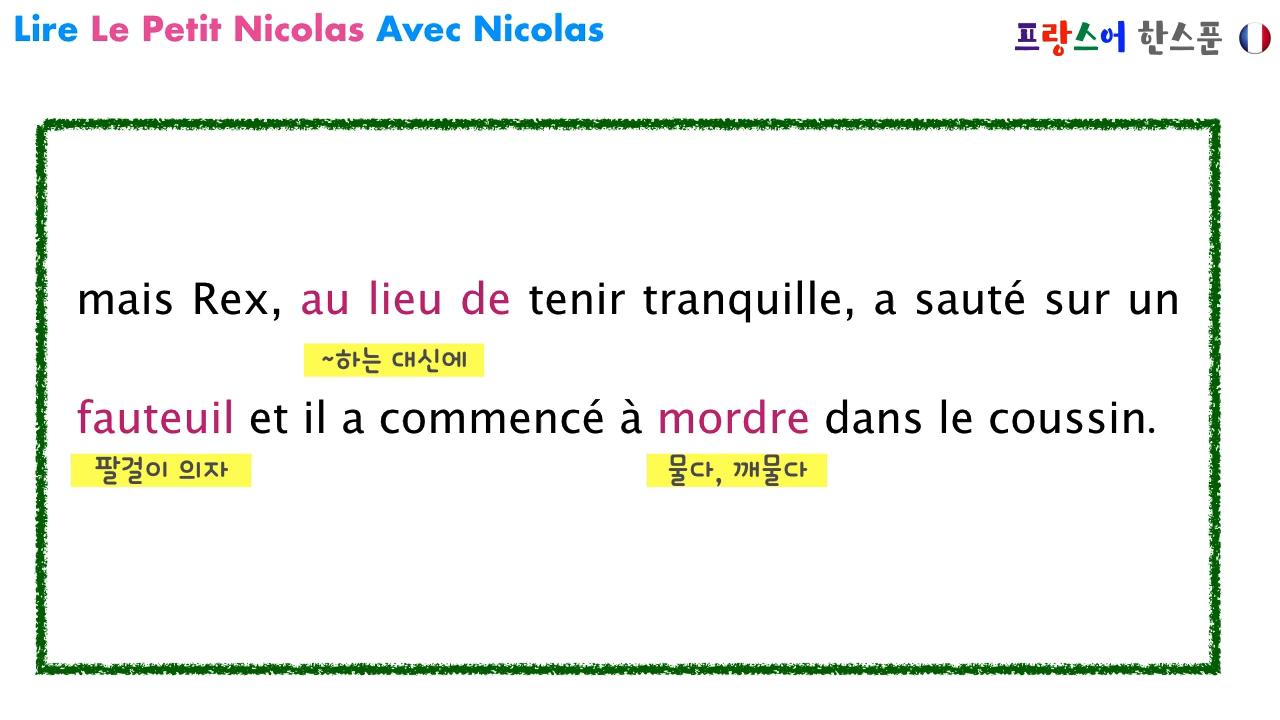 Lire Le Petit Nicolas Avec Nicolas
프랑스어 한스푼
mais Rex, au lieu de tenir tranquille, a sauté sur un
~하는 대신에
fauteuil et il a commencé à mordre dans le coussin.
팔걸이 의자 물다, 깨물다